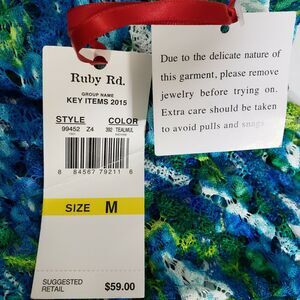 Ruby Rd.
GROUP NAME
KEY ITEMS 2015
STYLE COLOR
99452 Z4 392 TEALMUL
8 84567 79211 6
SIZE M
SUGGESTED
RETAIL $59.00
Due to the delicate nature of
this garment, please remove
jewelry before trying on.
Extra care should be taken
to avoid pulls and snags